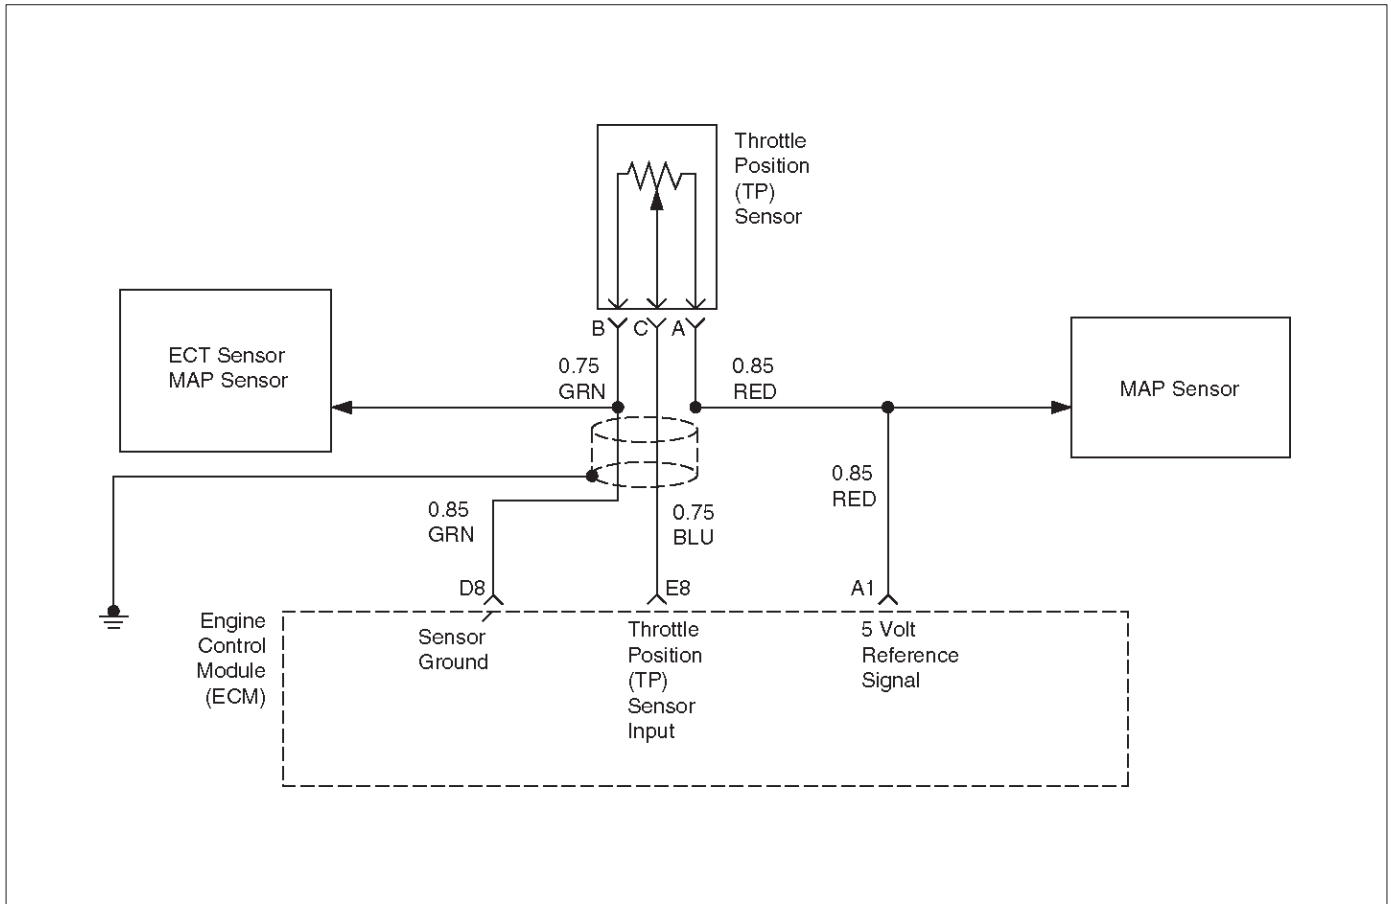 Throttle
Position
(TP)
Sensor
ECT Sensor
MAP Sensor
MAP Sensor
B
C
A
0.75
GRN
0.85
RED
0.85
RED
0.85
GRN
0.75
BLU
D8
E8
A1
Engine
Control
Module
(ECM)
Sensor
Ground
Throttle
Position
(TP)
Sensor
Input
5 Volt
Reference
Signal